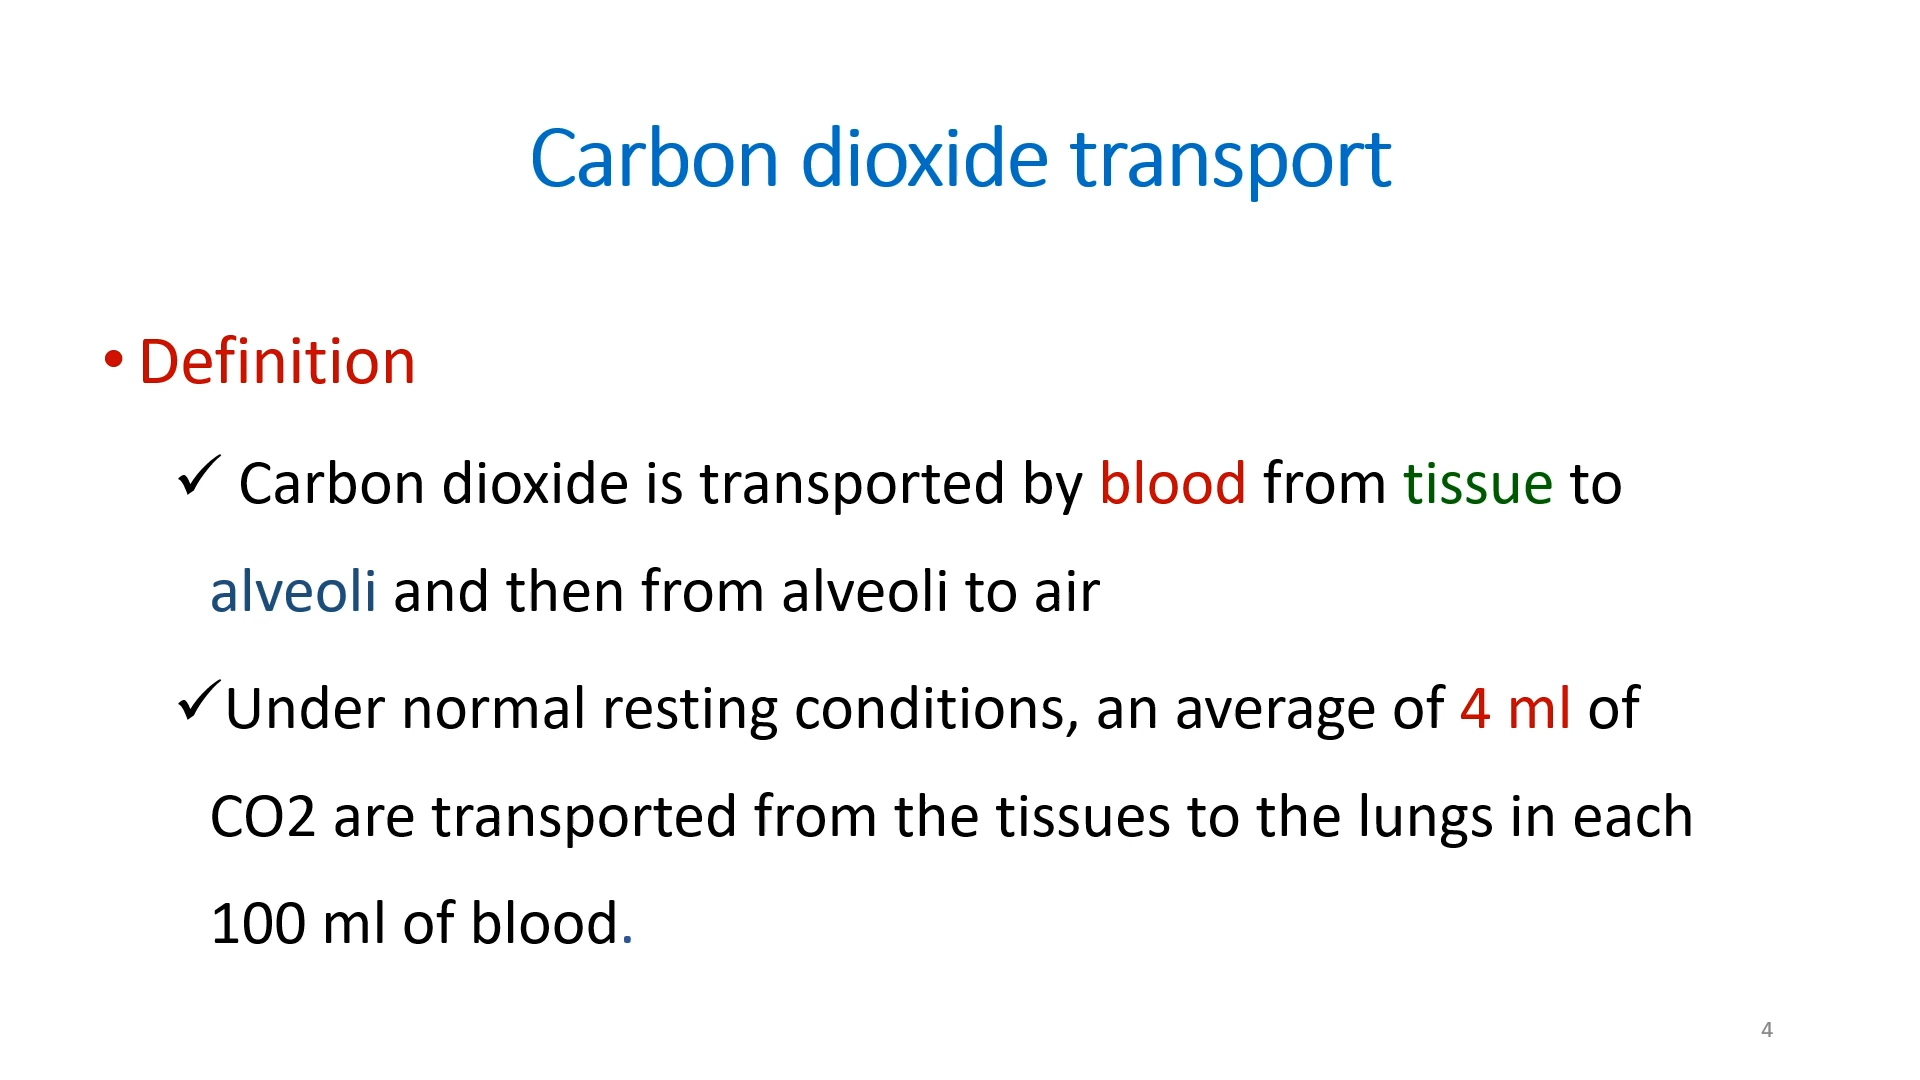 Carbon dioxide transport
• Definition
✓ Carbon dioxide is transported by blood from tissue to
alveoli and then from alveoli to air
✓Under normal resting conditions, an average of 4 ml of
CO2 are transported from the tissues to the lungs in each
100 ml of blood.
4